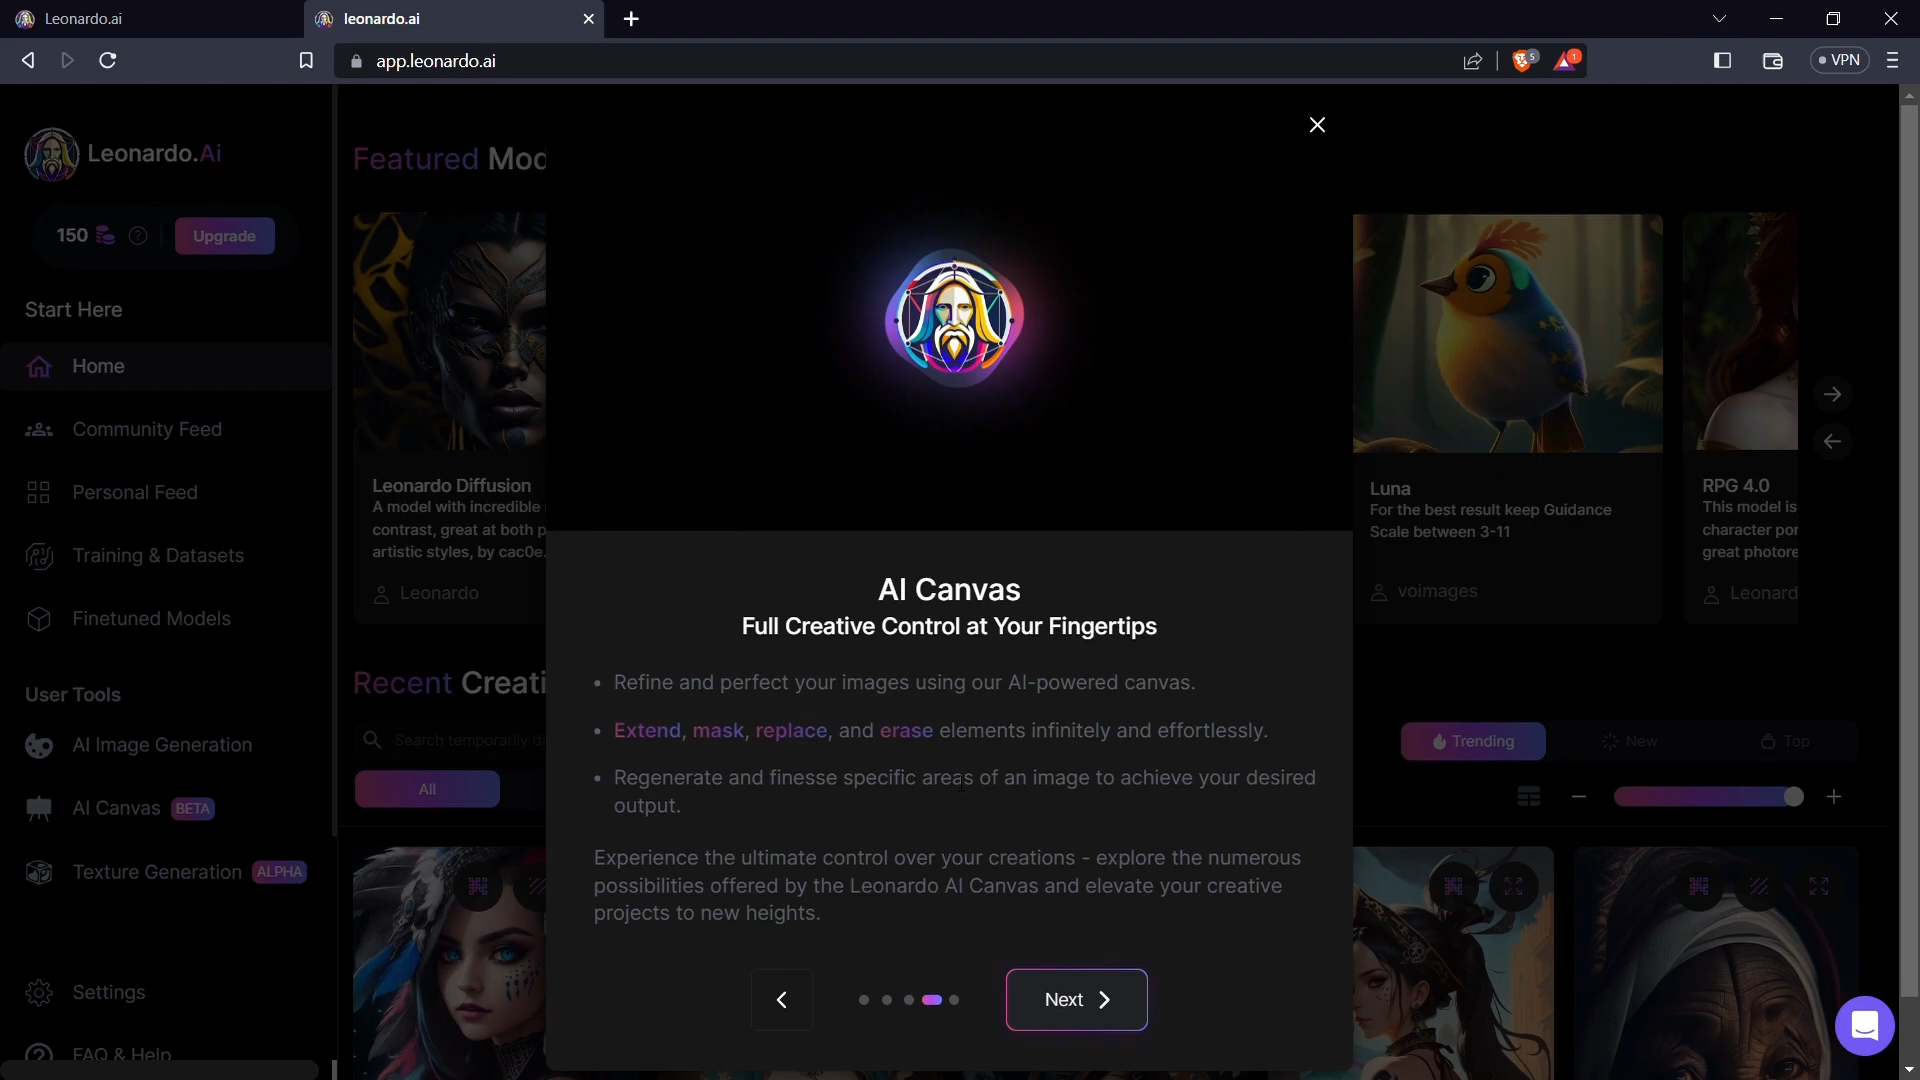 Leonardo.ai
leonardo.ai
app.leonardo.ai
5
1
VPN
Leonardo.Ai
150
Upgrade
Start Here
Home
Community Feed
Personal Feed
Training & Datasets
Finetuned Models
User Tools
AI Image Generation
AI Canvas BETA
Texture Generation ALPHA
Settings
FAQ & Help
Featured Mod
Leonardo Diffusion
A model with incredible
contrast, great at both p
artistic styles, by cac0e.
Leonardo
Luna
For the best result keep Guidance
Scale between 3-11
voimages
RPG 4.0
This model is
character por
great photore
Leonard
Recent Creati
Search temporarily di
Trending
New
Top
All
AI Canvas
Full Creative Control at Your Fingertips
• Refine and perfect your images using our AI-powered canvas.
• Extend, mask, replace, and erase elements infinitely and effortlessly.
• Regenerate and finesse specific areas of an image to achieve your desired
output.
Experience the ultimate control over your creations - explore the numerous
possibilities offered by the Leonardo AI Canvas and elevate your creative
projects to new heights.
Next